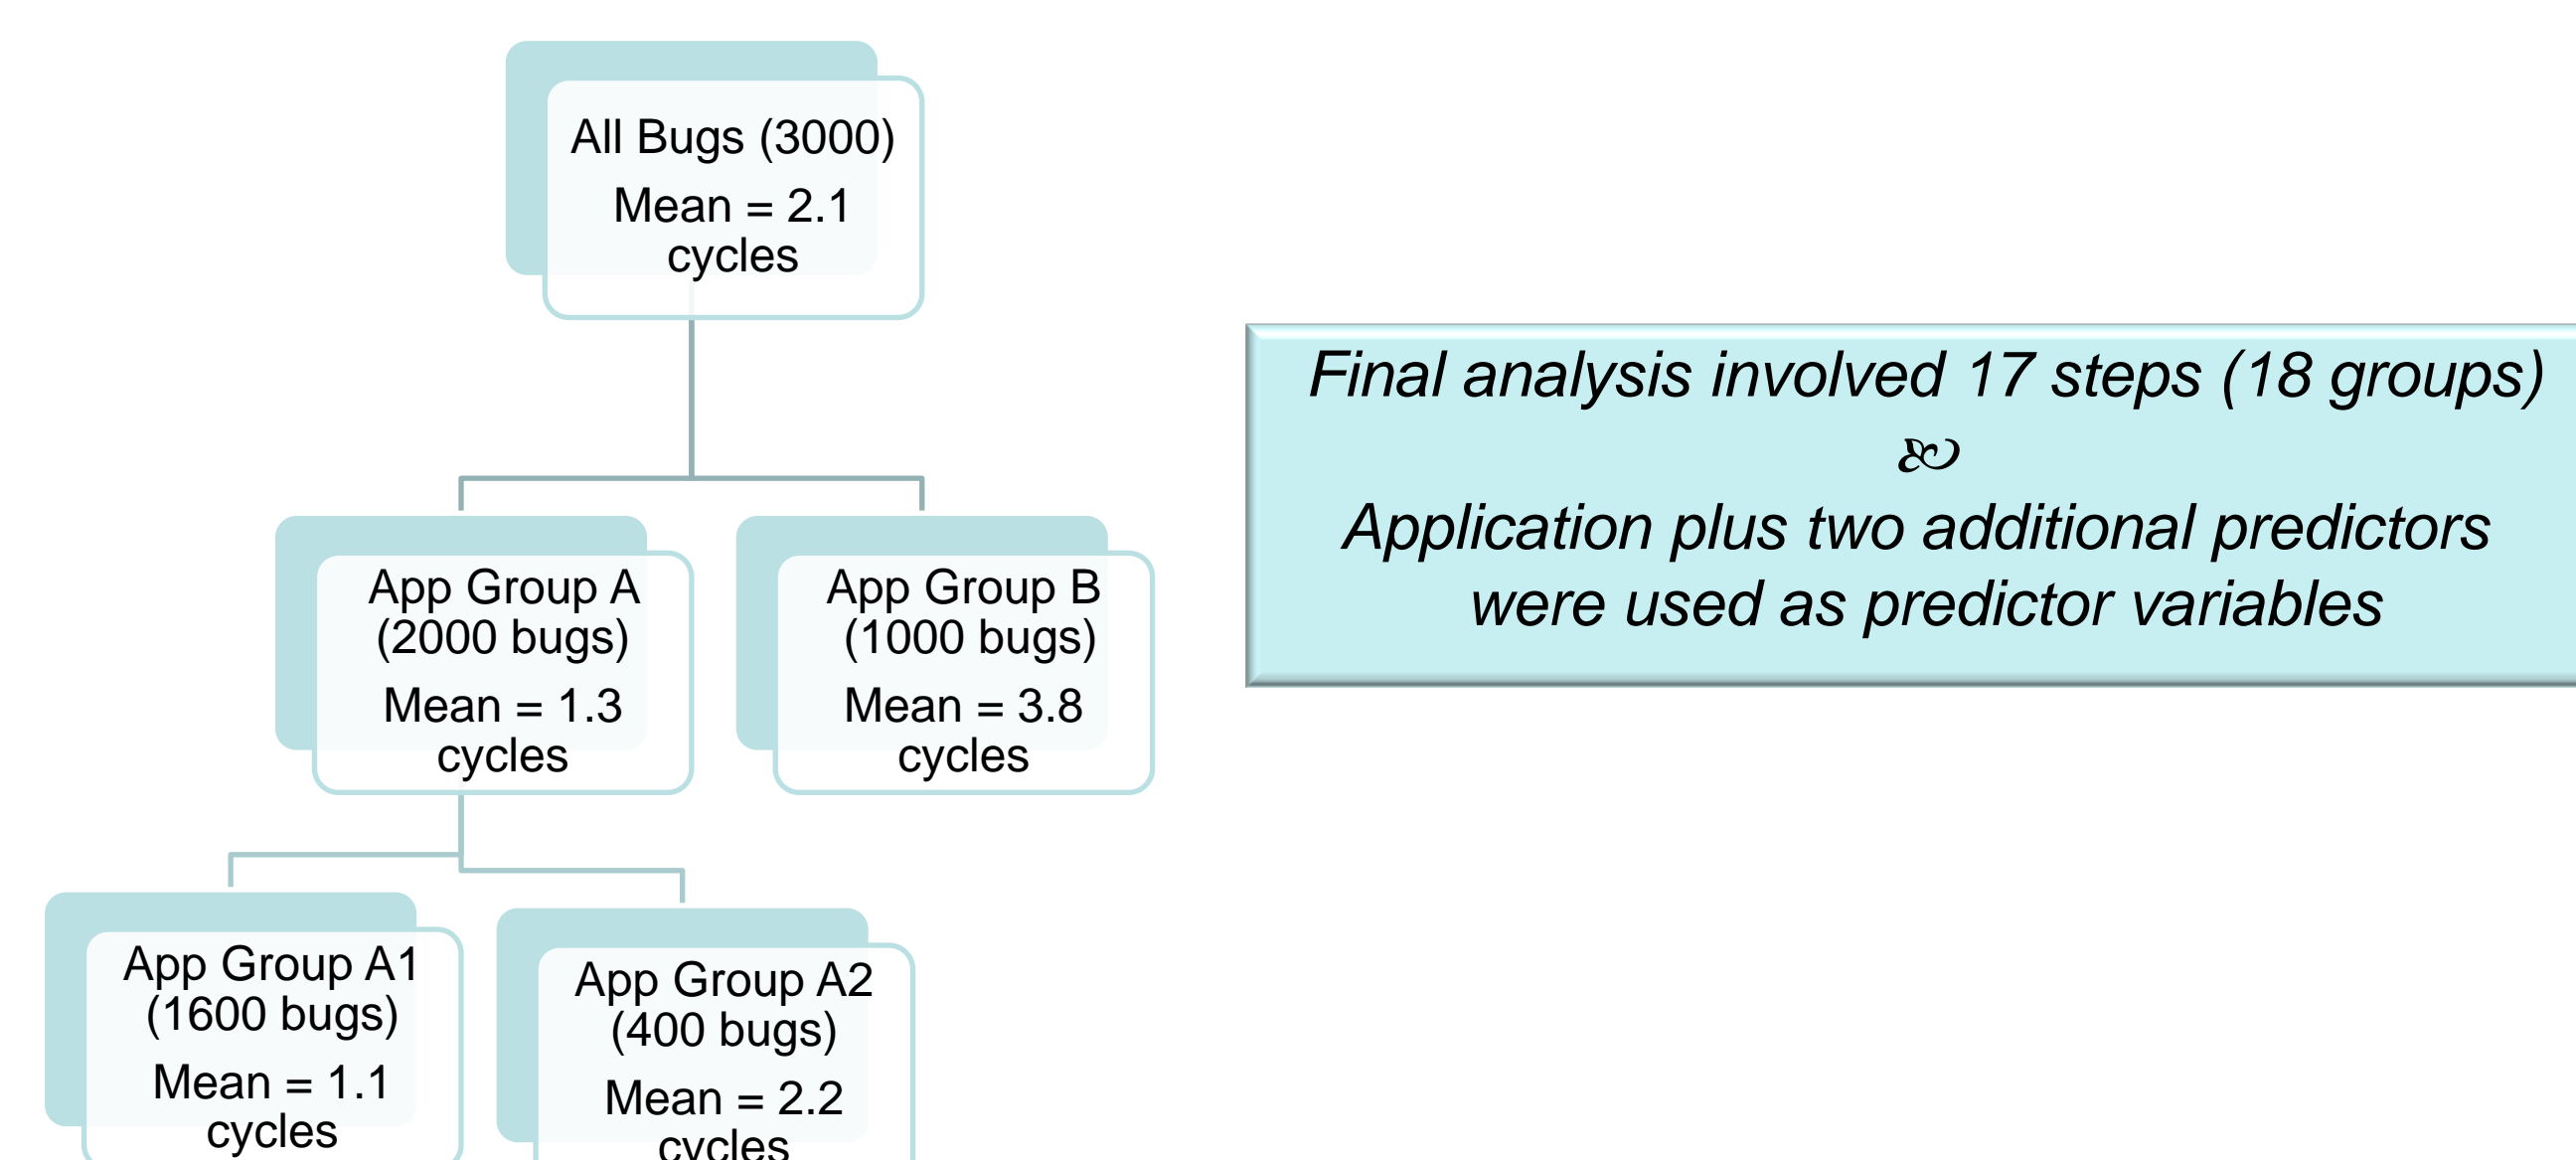 All Bugs (3000)
Mean = 2.1
cycles
Final analysis involved 17 steps (18 groups)
Application plus two additional predictors
were used as predictor variables
App Group A
(2000 bugs)
Mean = 1.3
cycles
App Group B
(1000 bugs)
Mean = 3.8
cycles
App Group A1
(1600 bugs)
Mean = 1.1
cycles
App Group A2
(400 bugs)
Mean = 2.2
cycles